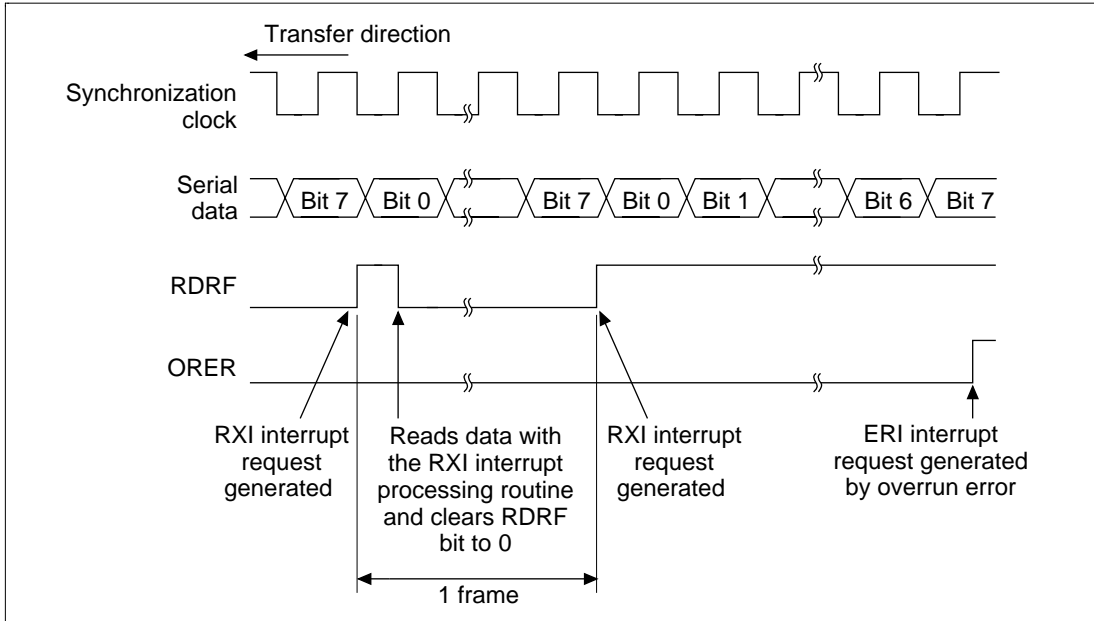 Transfer direction
Synchronization
clock
Serial
data
Bit 7
Bit 0
Bit 7
Bit 0
Bit 1
Bit 6
Bit 7
RDRF
ORER
RXI interrupt
request
generated
Reads data with
the RXI interrupt
processing routine
and clears RDRF
bit to 0
RXI interrupt
request
generated
ERI interrupt
request generated
by overrun error
1 frame